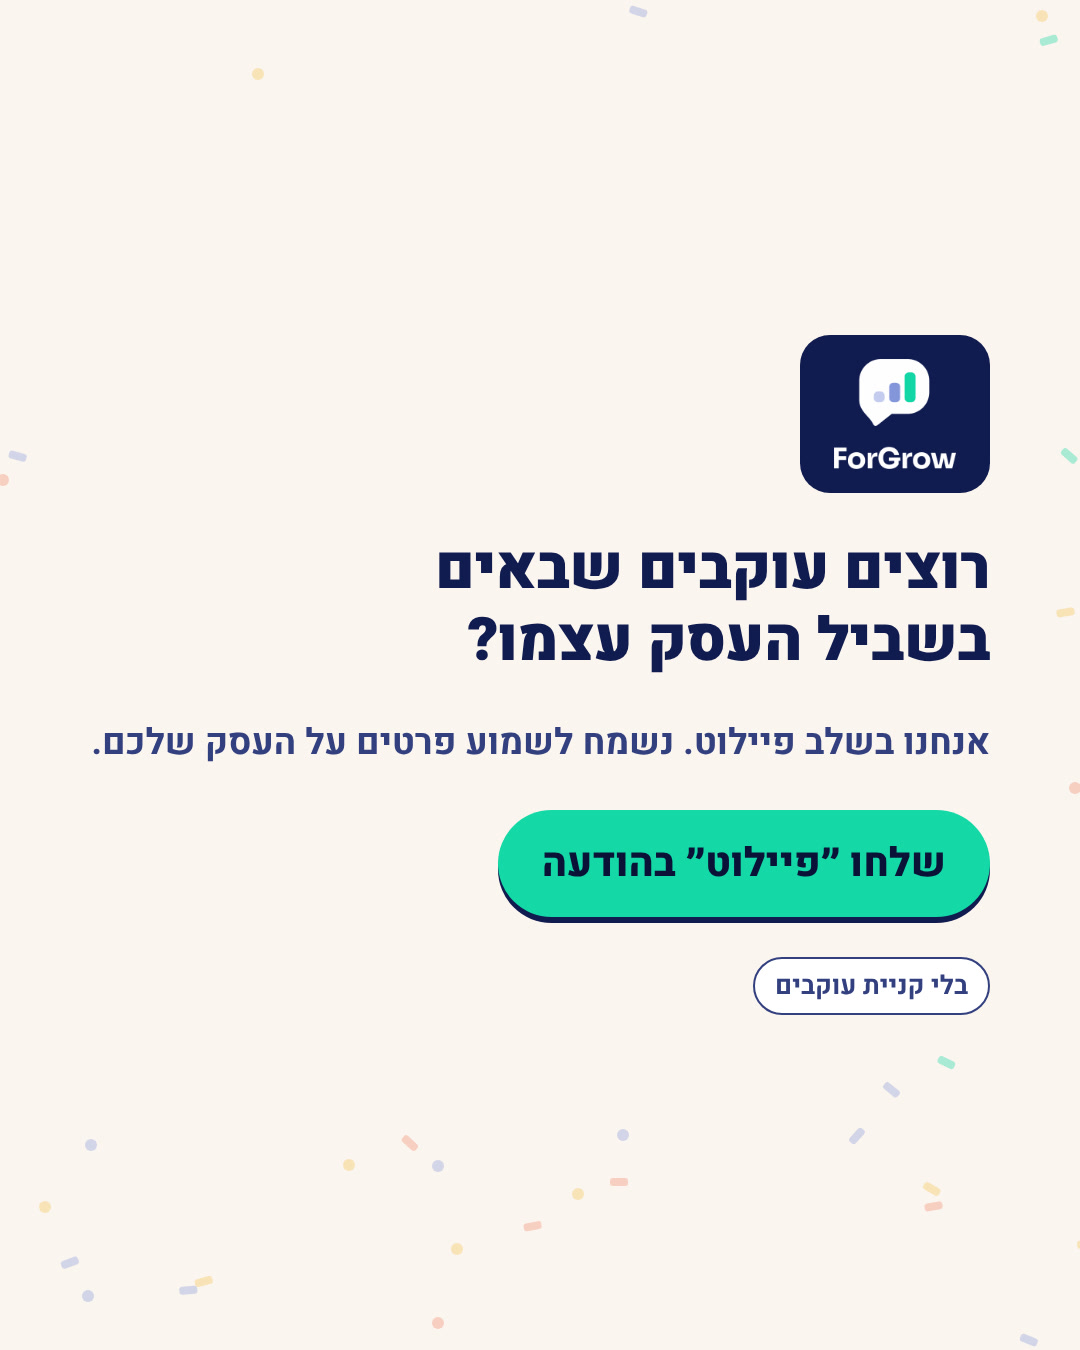 ForGrow
רוצים עוקבים שבאים
בשביל העסק עצמו?
אנחנו בשלב פיילוט. נשמח לשמוע פרטים על העסק שלכם.
שלחו ״פיילוט״ בהודעה
בלי קניית עוקבים